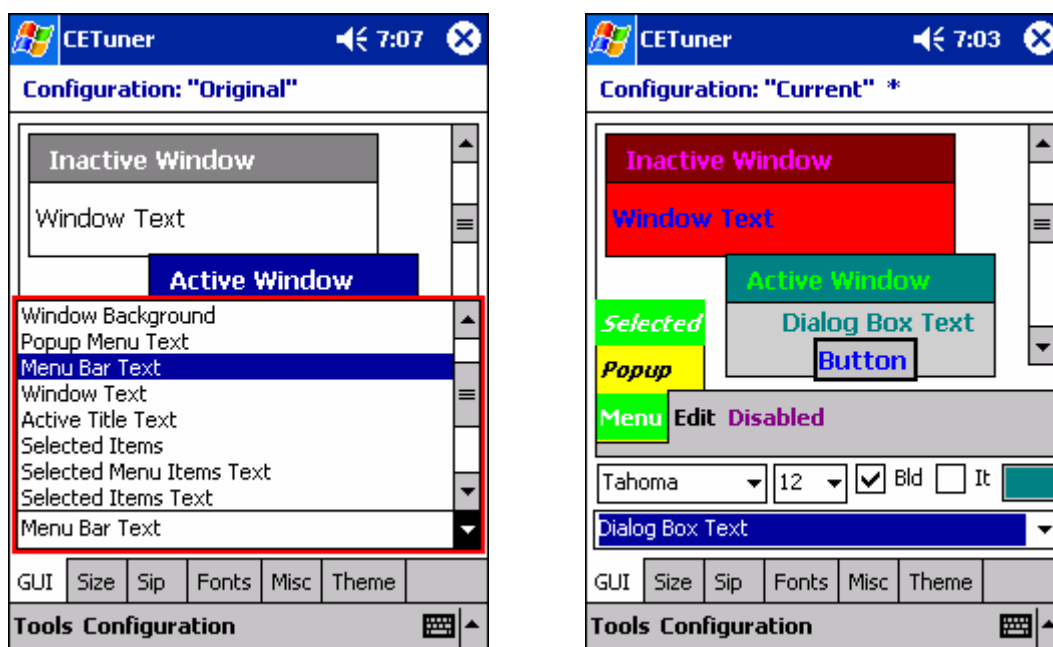 CETuner 7:07
Configuration: "Original"
Inactive Window
Window Text
Active Window
Window Background
Popup Menu Text
Menu Bar Text
Window Text
Active Title Text
Selected Items
Selected Menu Items Text
Selected Items Text
Menu Bar Text
GUI Size Sip Fonts Misc Theme
Tools Configuration
CETuner 7:03
Configuration: "Current" *
Inactive Window
Window Text
Active Window
Selected Dialog Box Text
Popup Button
Menu Edit Disabled
Tahoma 12 Bld It
Dialog Box Text
GUI Size Sip Fonts Misc Theme
Tools Configuration